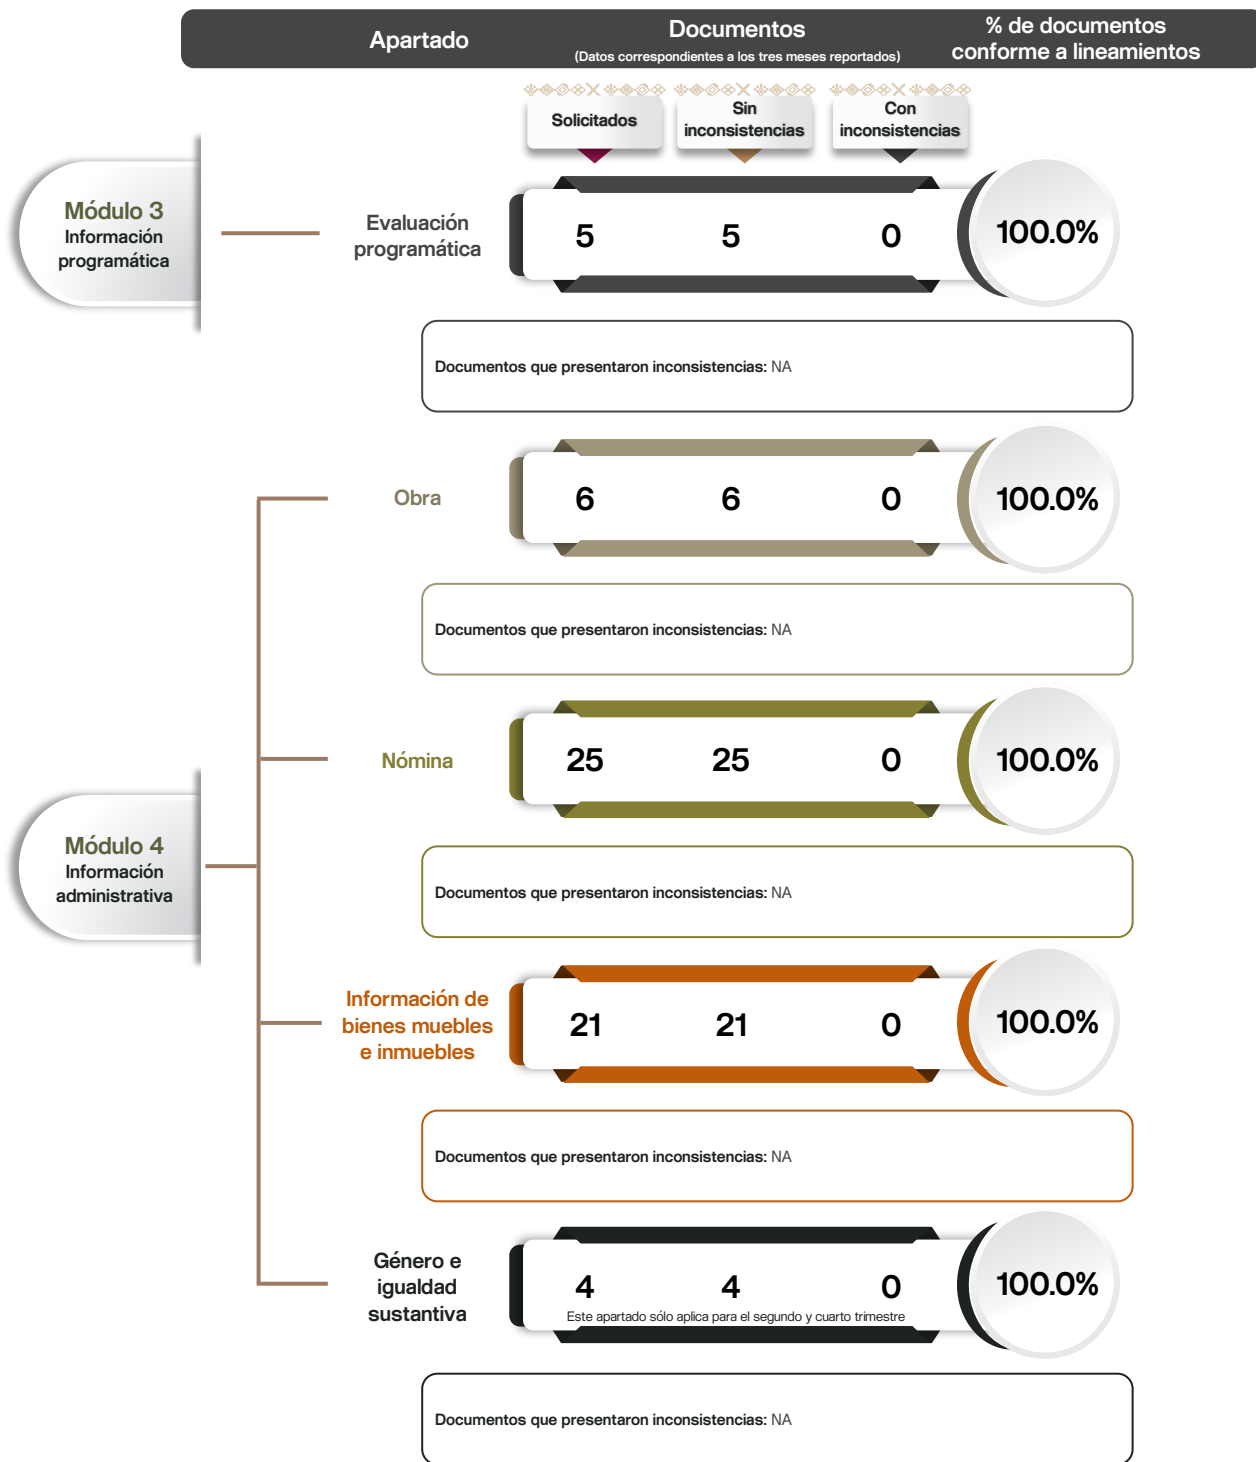 Apartado
Documentos
(Datos correspondientes a los tres meses reportados)
% de documentos
conforme a lineamientos
Solicitados
Sin
inconsistencias
Con
inconsistencias
Módulo 3
Información
programática
Evaluación
programática
5 5 0 100.0%
Documentos que presentaron inconsistencias: NA
Obra
6 6 0 100.0%
Documentos que presentaron inconsistencias: NA
Módulo 4
Información
administrativa
Nómina
25 25 0 100.0%
Documentos que presentaron inconsistencias: NA
Información de
bienes muebles
e inmuebles
21 21 0 100.0%
Documentos que presentaron inconsistencias: NA
Género e
igualdad
sustantiva
4 4 0 100.0%
Este apartado sólo aplica para el segundo y cuarto trimestre
Documentos que presentaron inconsistencias: NA